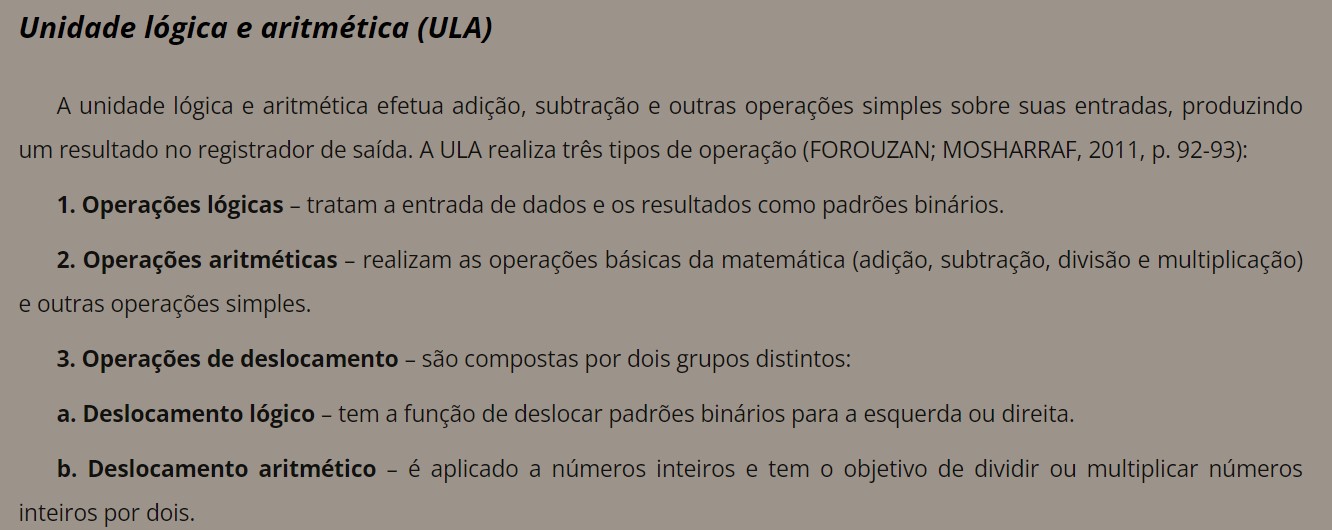 Unidade lógica e aritmética (ULA)
A unidade lógica e aritmética efetua adição, subtração e outras operações simples sobre suas entradas, produzindo
um resultado no registrador de saída. A ULA realiza três tipos de operação (FOROUZAN; MOSHARRAF, 2011, p. 92-93):
1. Operações lógicas – tratam a entrada de dados e os resultados como padrões binários.
2. Operações aritméticas – realizam as operações básicas da matemática (adição, subtração, divisão e multiplicação)
e outras operações simples.
3. Operações de deslocamento – são compostas por dois grupos distintos:
a. Deslocamento lógico – tem a função de deslocar padrões binários para a esquerda ou direita.
b. Deslocamento aritmético – é aplicado a números inteiros e tem o objetivo de dividir ou multiplicar números
inteiros por dois.